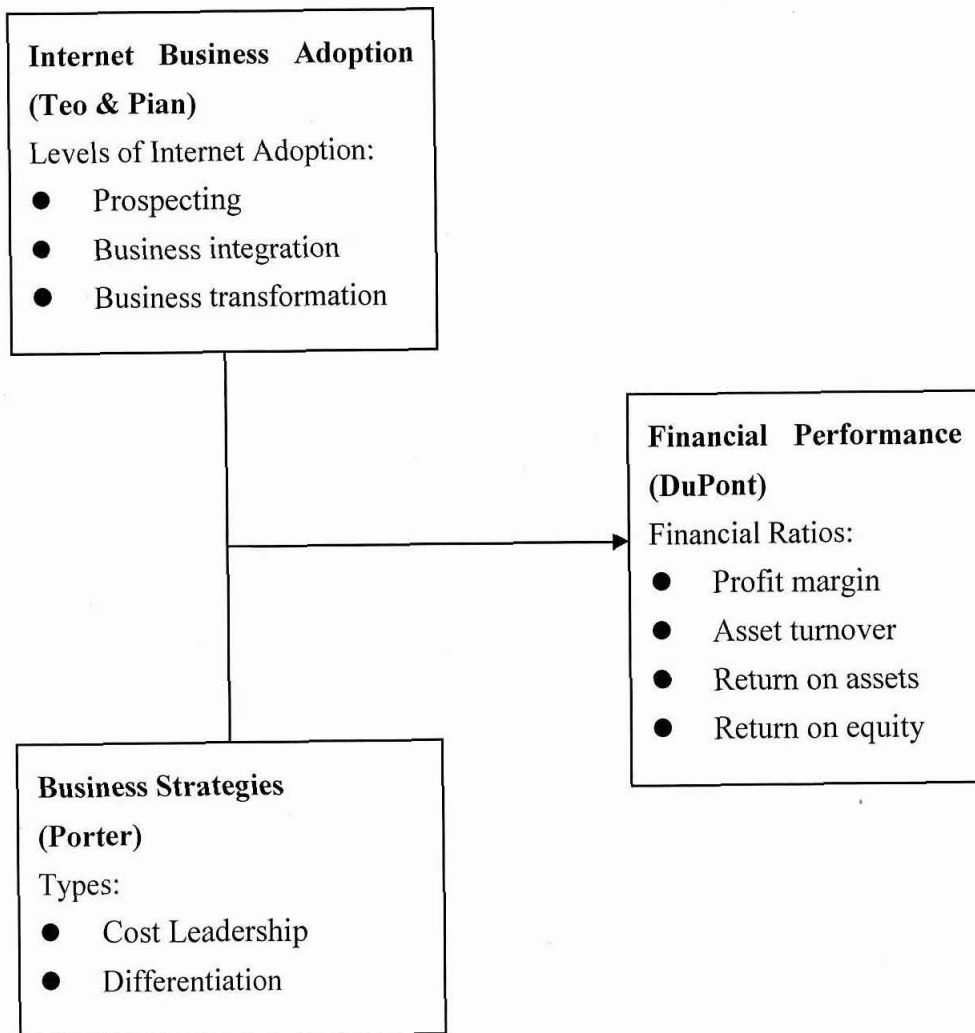 Internet Business Adoption
(Teo & Pian)
Levels of Internet Adoption:
● Prospecting
● Business integration
● Business transformation
Financial Performance
(DuPont)
Financial Ratios:
● Profit margin
● Asset turnover
● Return on assets
● Return on equity
Business Strategies
(Porter)
Types:
● Cost Leadership
● Differentiation